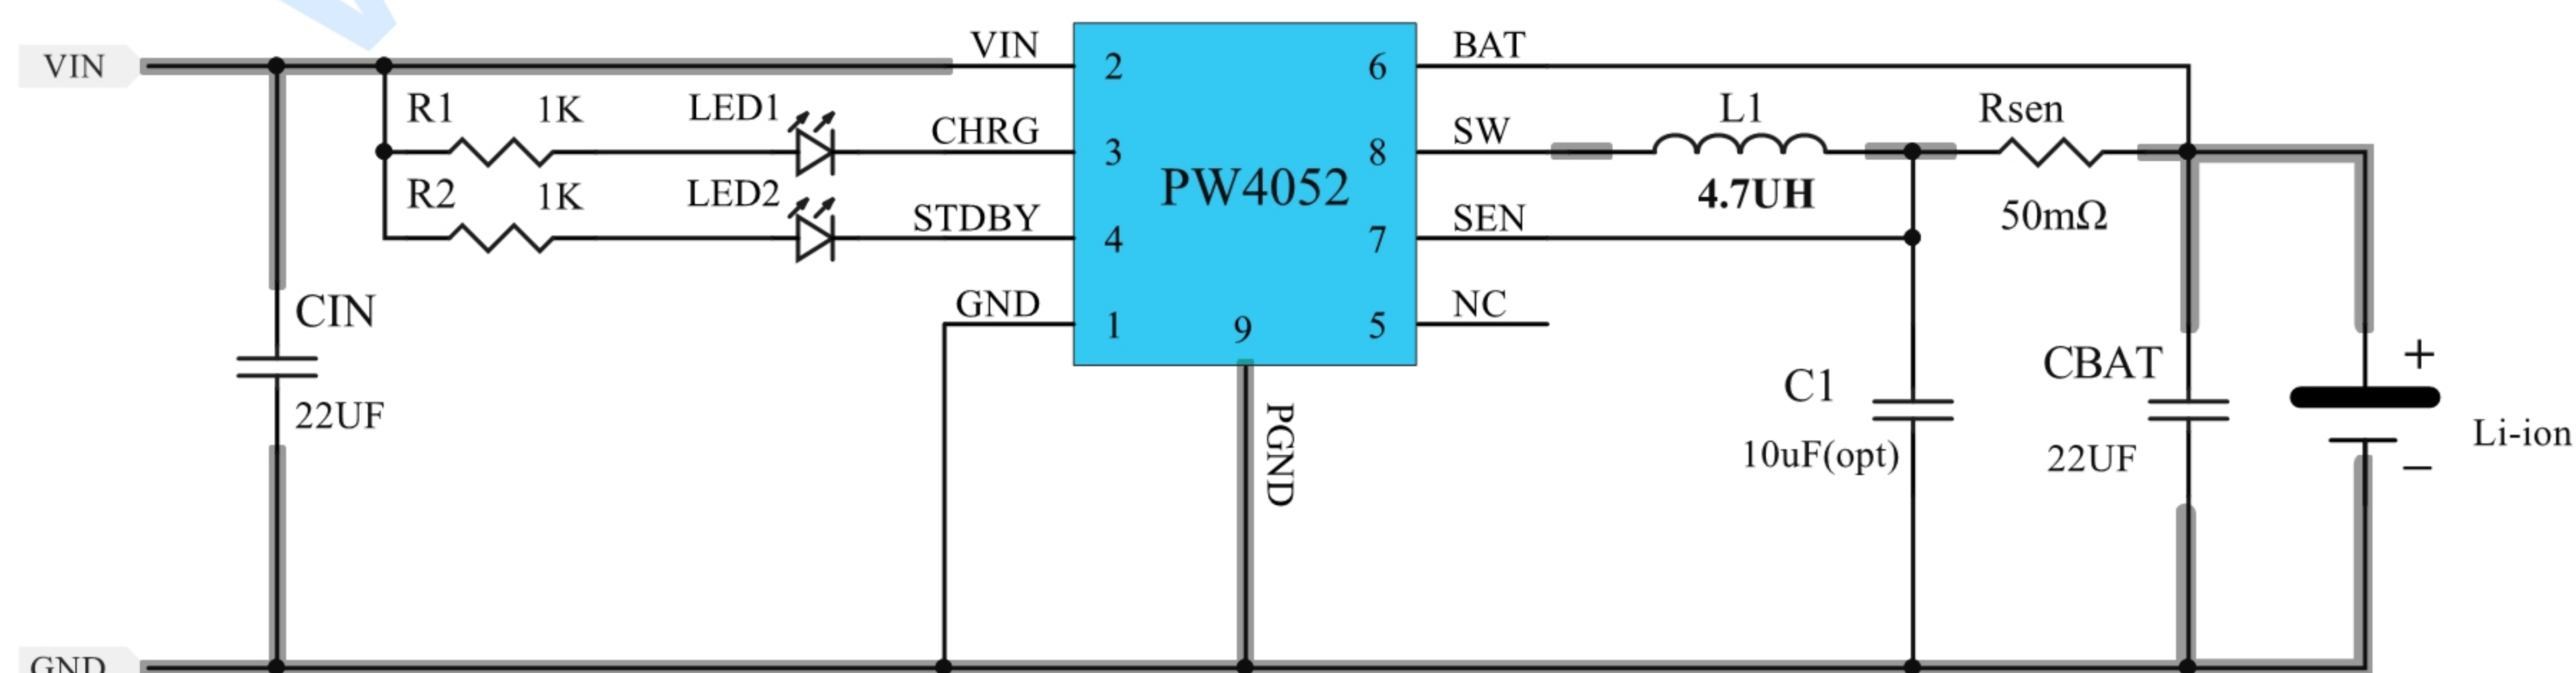 VIN
VIN
2
6
BAT
R1
1K
LED1
CHRG
3
8
SW
L1
Rsen
4.7UH
50mΩ
PW4052
R2
1K
LED2
STDBY
4
7
SEN
GND
1
9
5
NC
CIN
22UF
PGND
C1
10uF(opt)
CBAT
22UF
+
Li-ion
−
GND